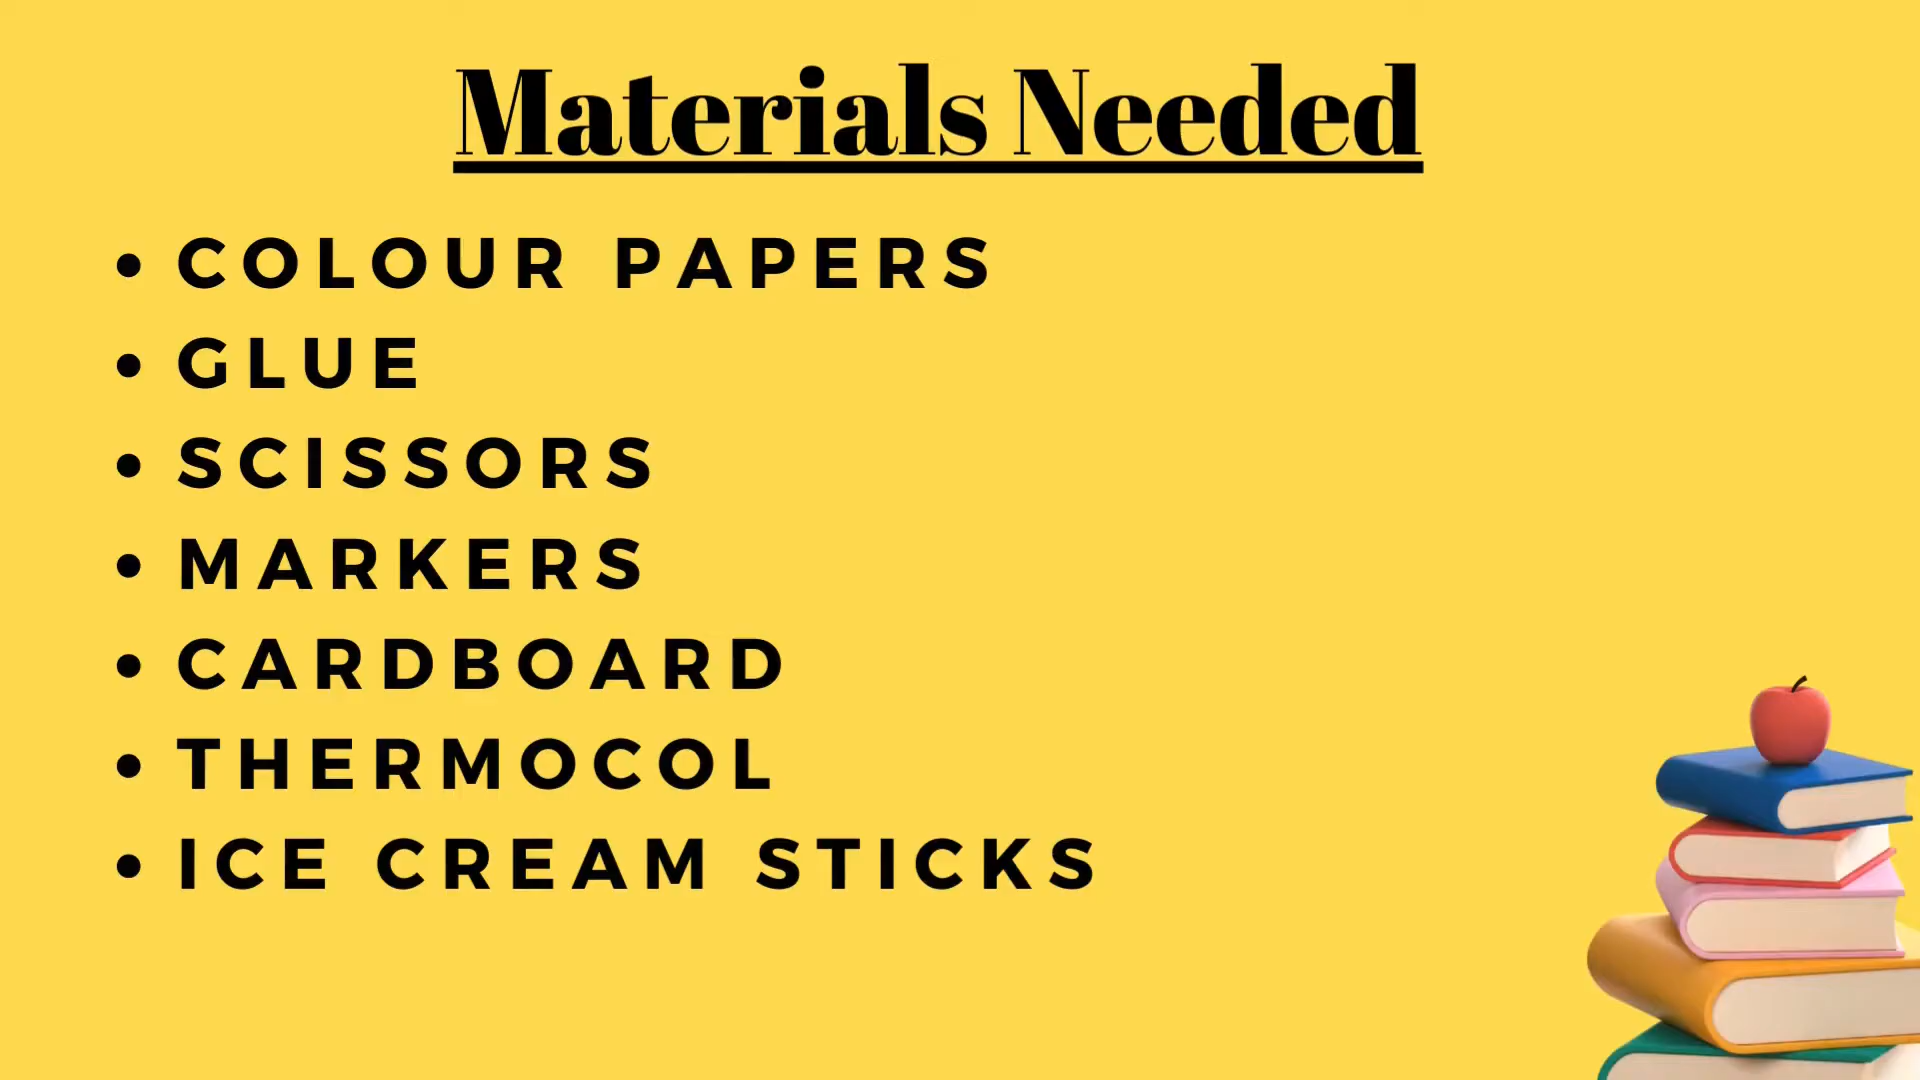 Materials Needed
• COLOUR PAPERS
• GLUE
• SCISSORS
• MARKERS
• CARDBOARD
• THERMOCOL
• ICE CREAM STICKS